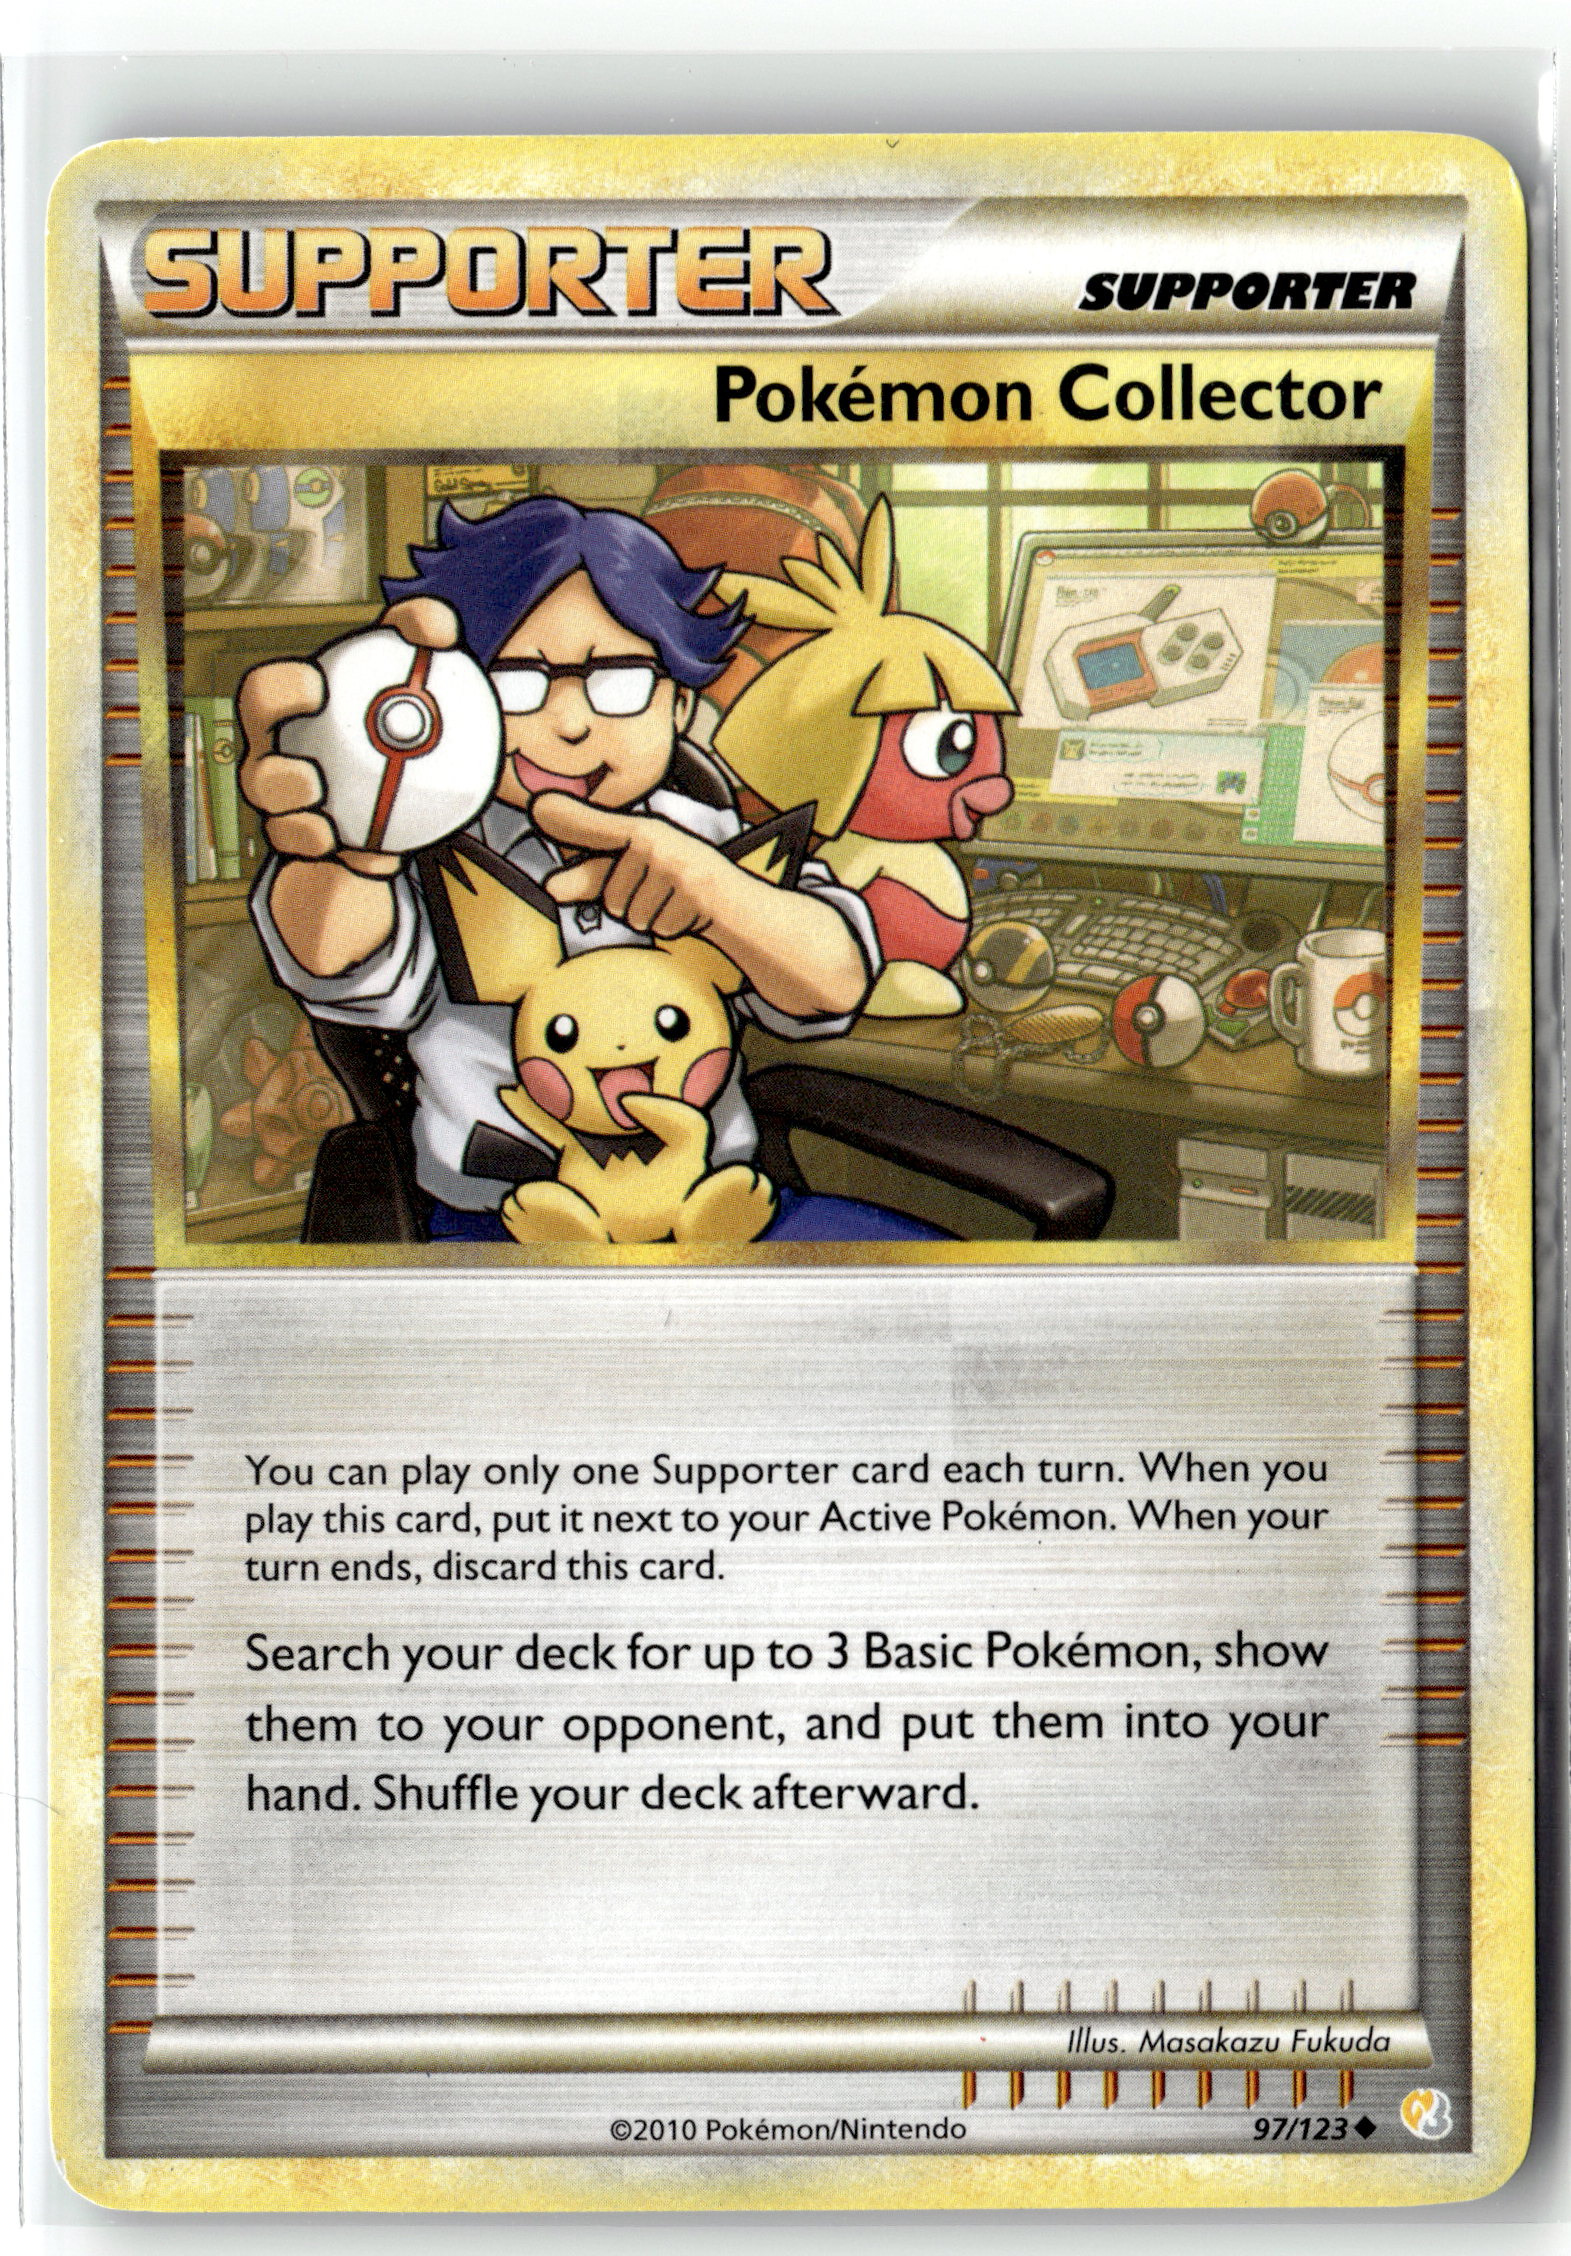 SUPPORTER
SUPPORTER
Pokémon Collector
You can play only one Supporter card each turn. When you
play this card, put it next to your Active Pokémon. When your
turn ends, discard this card.
Search your deck for up to 3 Basic Pokémon, show
them to your opponent, and put them into your
hand. Shuffle your deck afterward.
Illus. Masakazu Fukuda
©2010 Pokémon/Nintendo
97/123◆